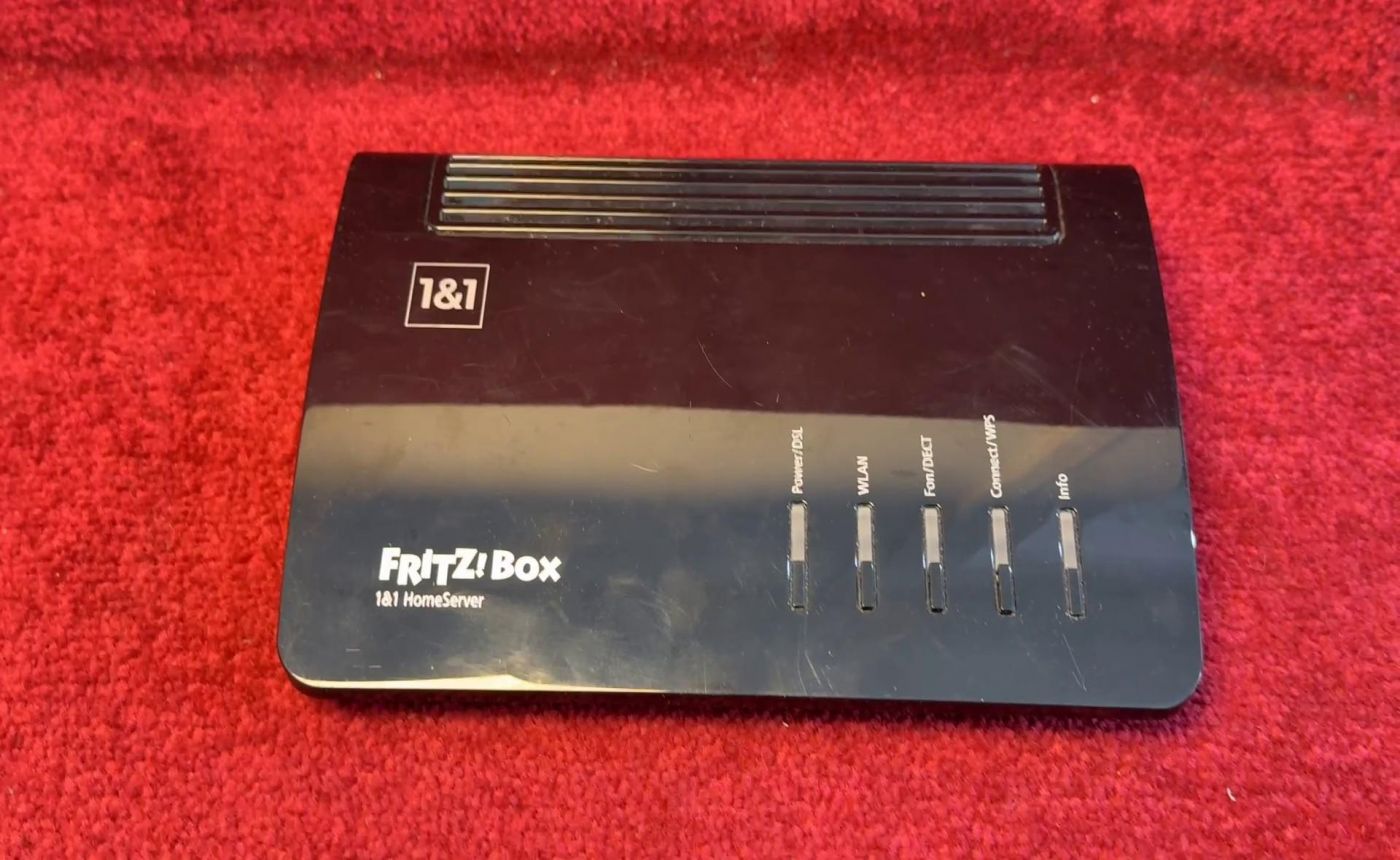 1&1
FRITZ!Box
1&1 HomeServer
Power/DSL
WLAN
Fon/DECT
Connect/WPS
Info